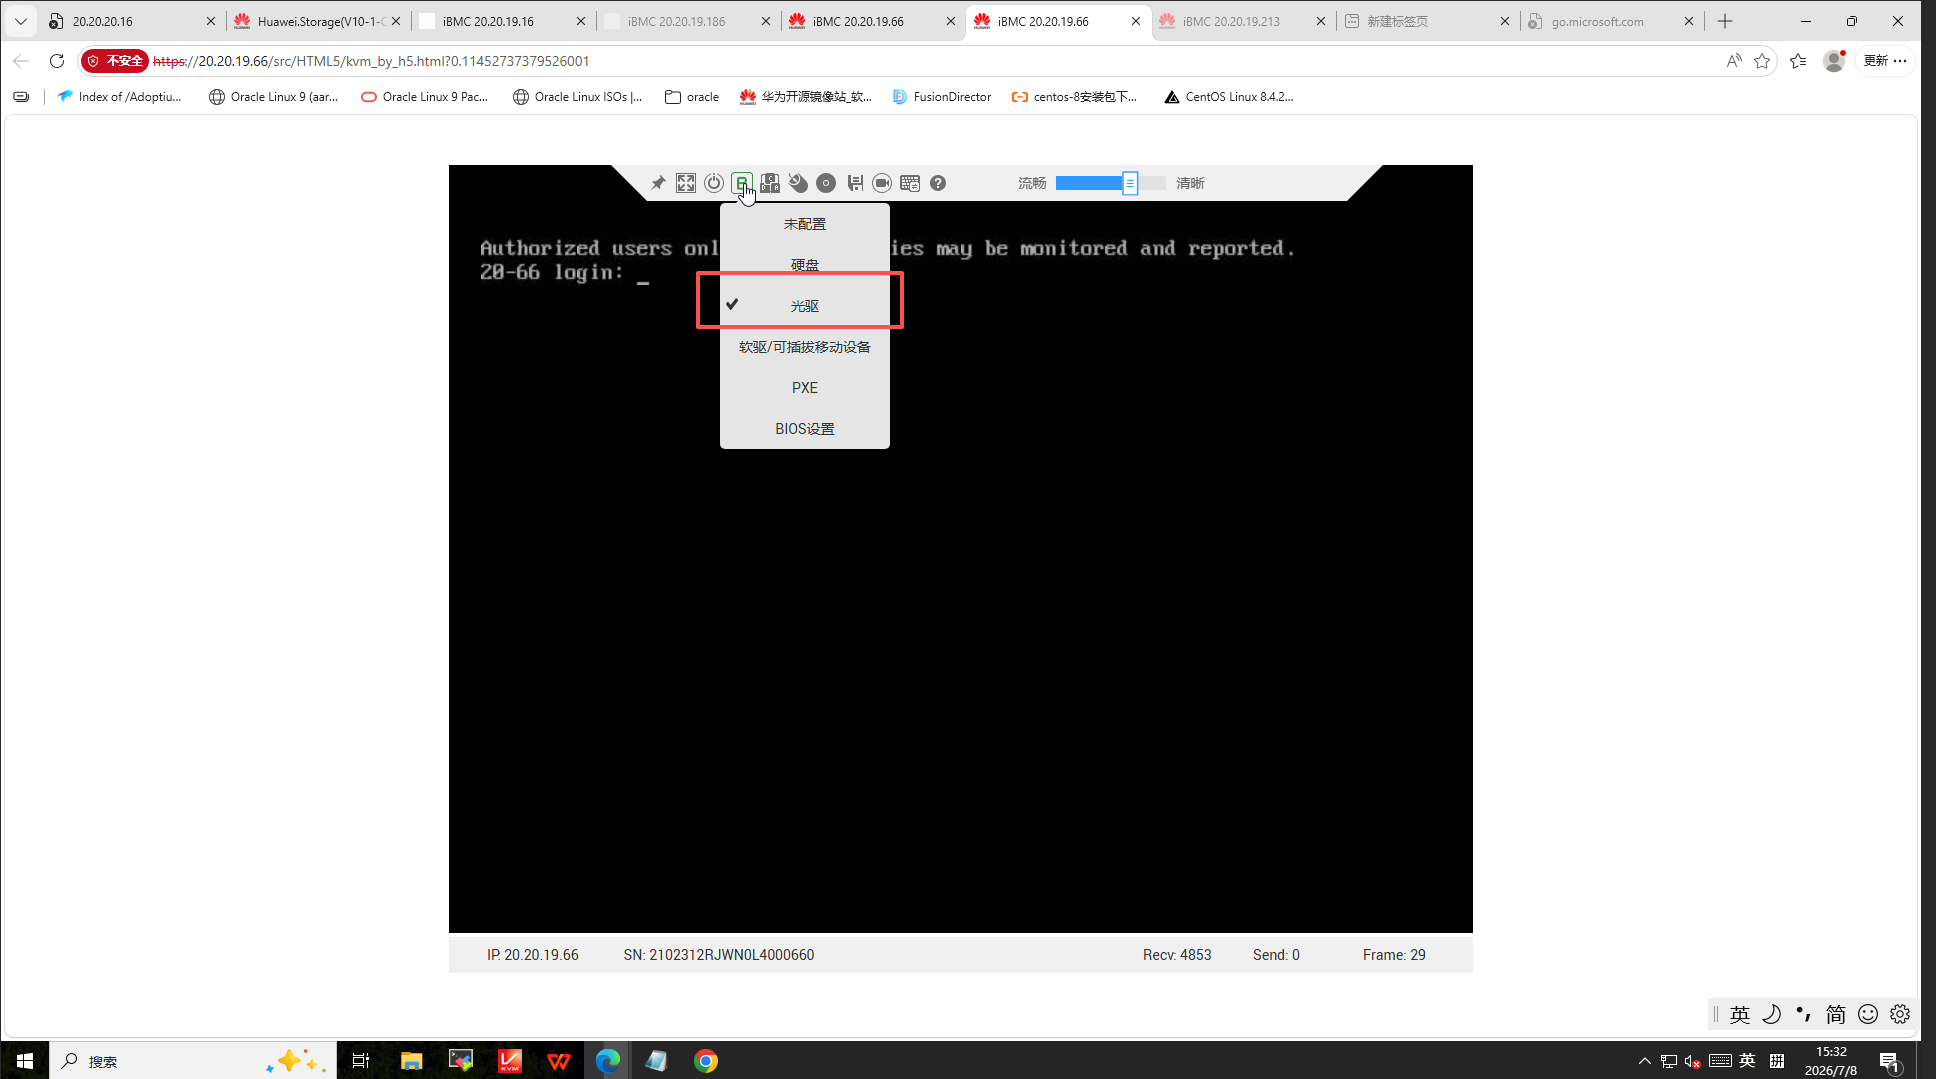 20.20.20.16
Huawei.Storage(V10-1-C
iBMC 20.20.19.16
iBMC 20.20.19.186
iBMC 20.20.19.66
iBMC 20.20.19.66
iBMC 20.20.19.213
新建标签页
go.microsoft.com
不安全
https://20.20.19.66/src/HTML5/kvm_by_h5.html?0.11452737379526001
更新
Index of /Adoptiu...
Oracle Linux 9 (aar...
Oracle Linux 9 Pac...
Oracle Linux ISOs |...
oracle
华为开源镜像站_软...
FusionDirector
centos-8安装包下...
CentOS Linux 8.4.2...
流畅
清晰
未配置
硬盘
光驱
软驱/可插拔移动设备
PXE
BIOS设置
Authorized users onl
ies may be monitored and reported.
20-66 login: _
IP: 20.20.19.66
SN: 2102312RJWN0L4000660
Recv: 4853
Send: 0
Frame: 29
英
简
搜索
KVM
英
拼
15:32
2026/7/8
1